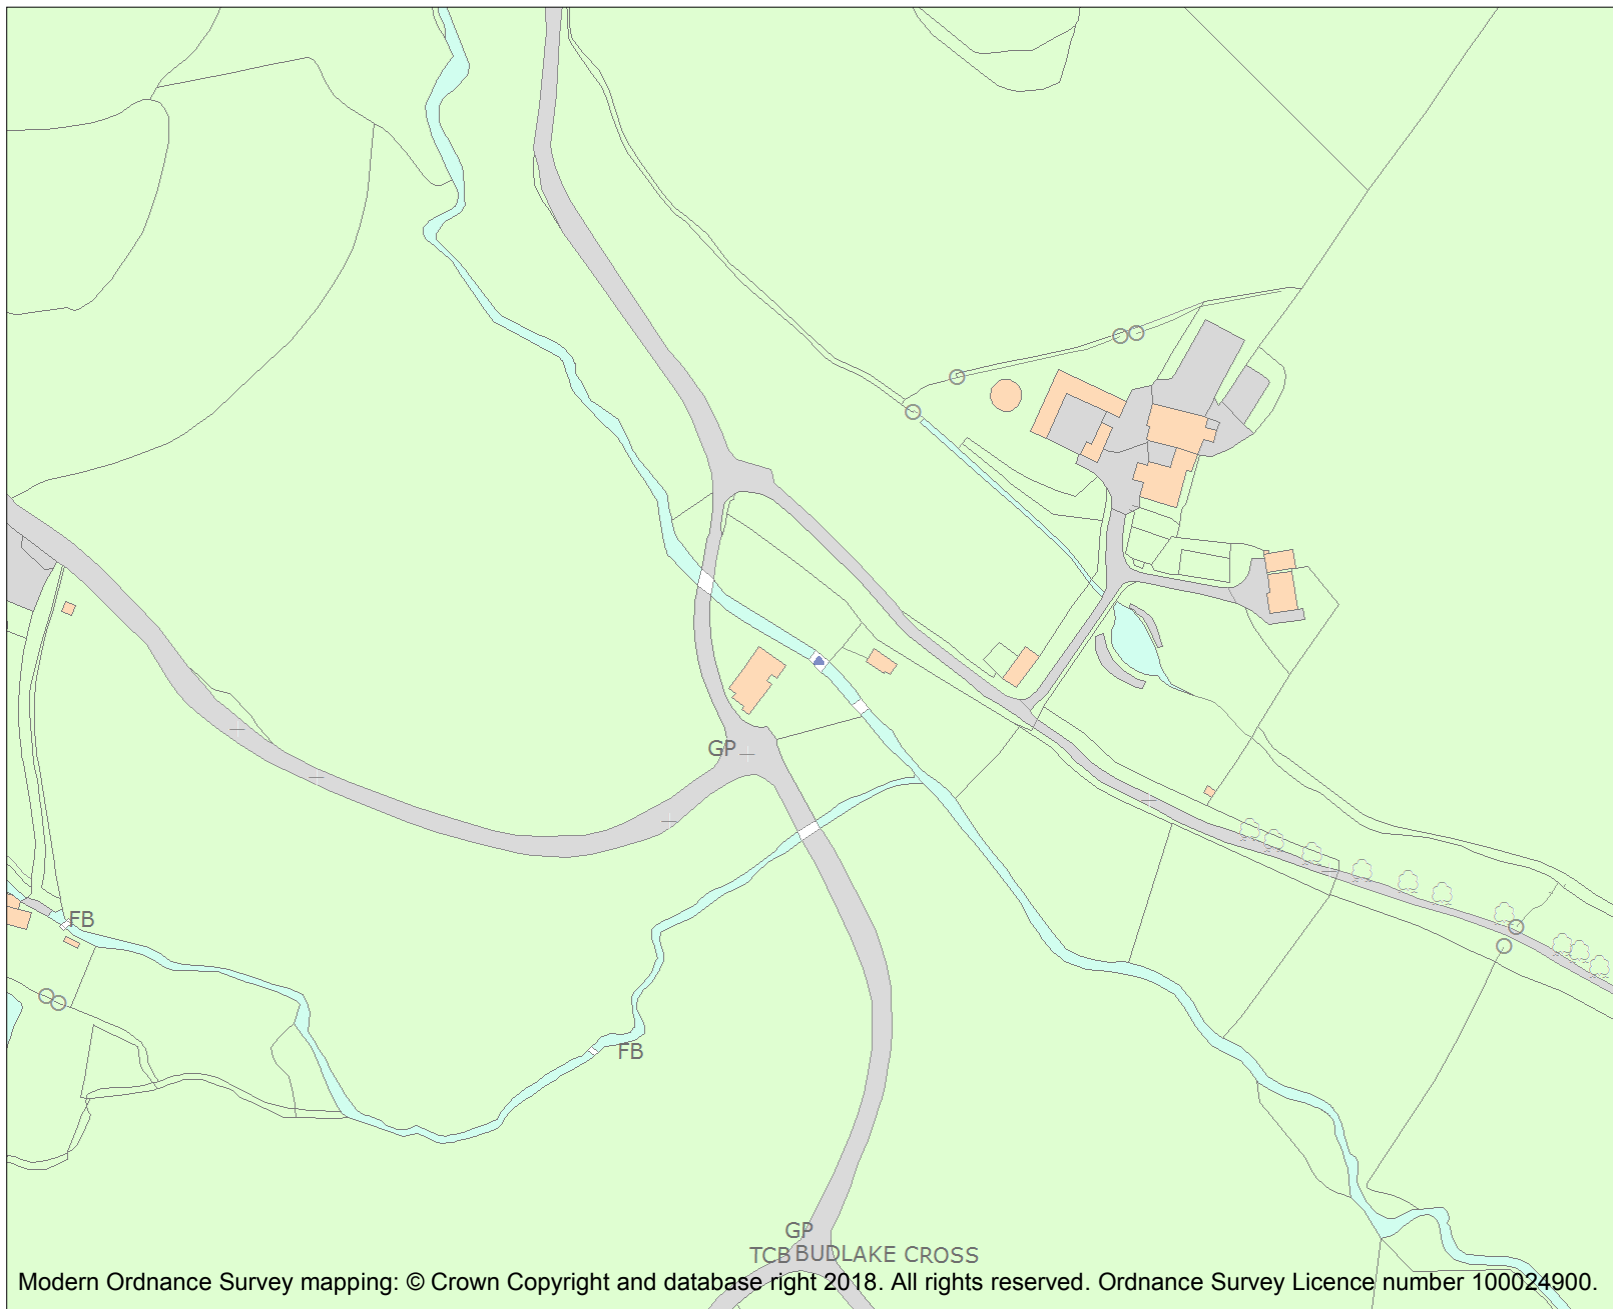 GP
FB
FB
GP
TCB BUDLAKE CROSS
Modern Ordnance Survey mapping: © Crown Copyright and database right 2018. All rights reserved. Ordnance Survey Licence number 100024900.